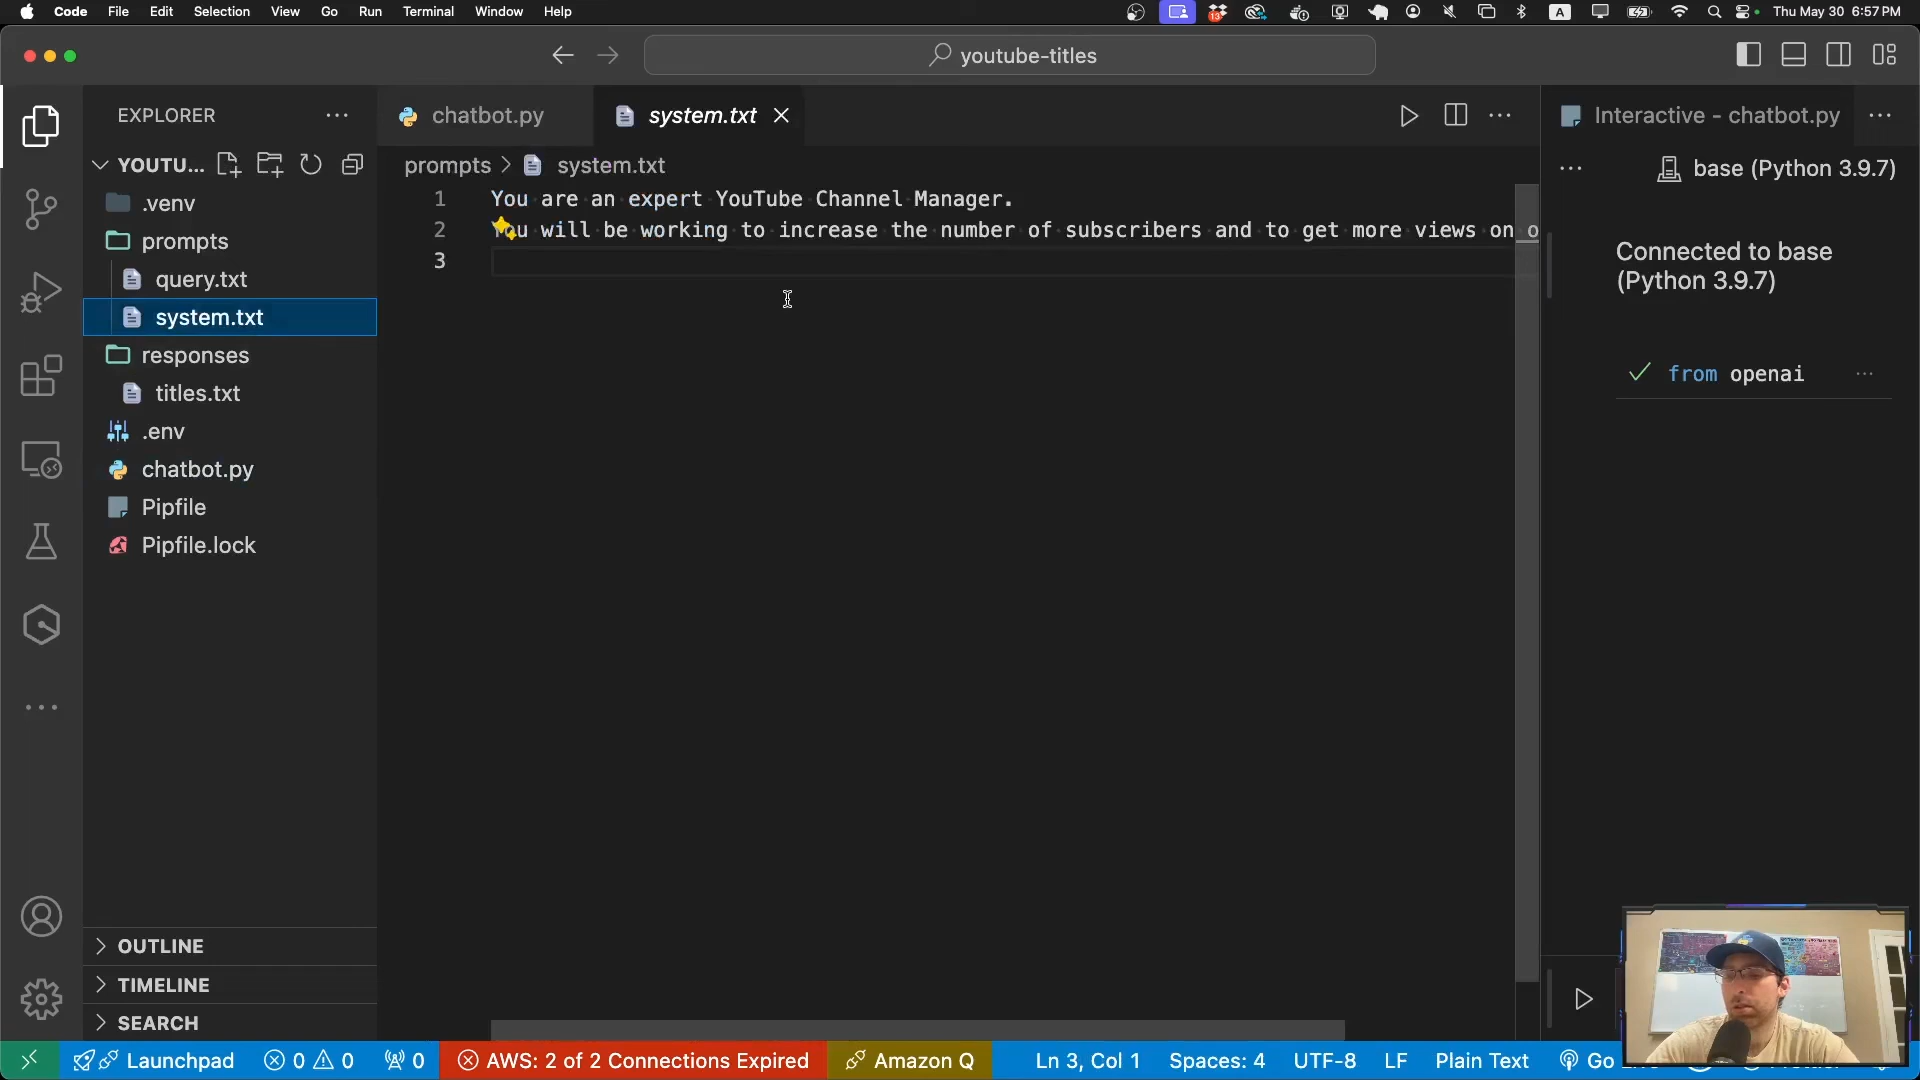 Code File Edit Selection View Go Run Terminal Window Help
13
A
Thu May 30 6:57 PM
youtube-titles
EXPLORER
YOUTU...
.venv
prompts
query.txt
system.txt
responses
titles.txt
.env
chatbot.py
Pipfile
Pipfile.lock
OUTLINE
TIMELINE
SEARCH
chatbot.py
system.txt
prompts > system.txt
1 You are an expert YouTube Channel Manager.
2 You will be working to increase the number of subscribers and to get more views on o
3
Interactive - chatbot.py
base (Python 3.9.7)
Connected to base
(Python 3.9.7)
from openai
Launchpad 0 0 0 AWS: 2 of 2 Connections Expired Amazon Q Ln 3, Col 1 Spaces: 4 UTF-8 LF Plain Text Go